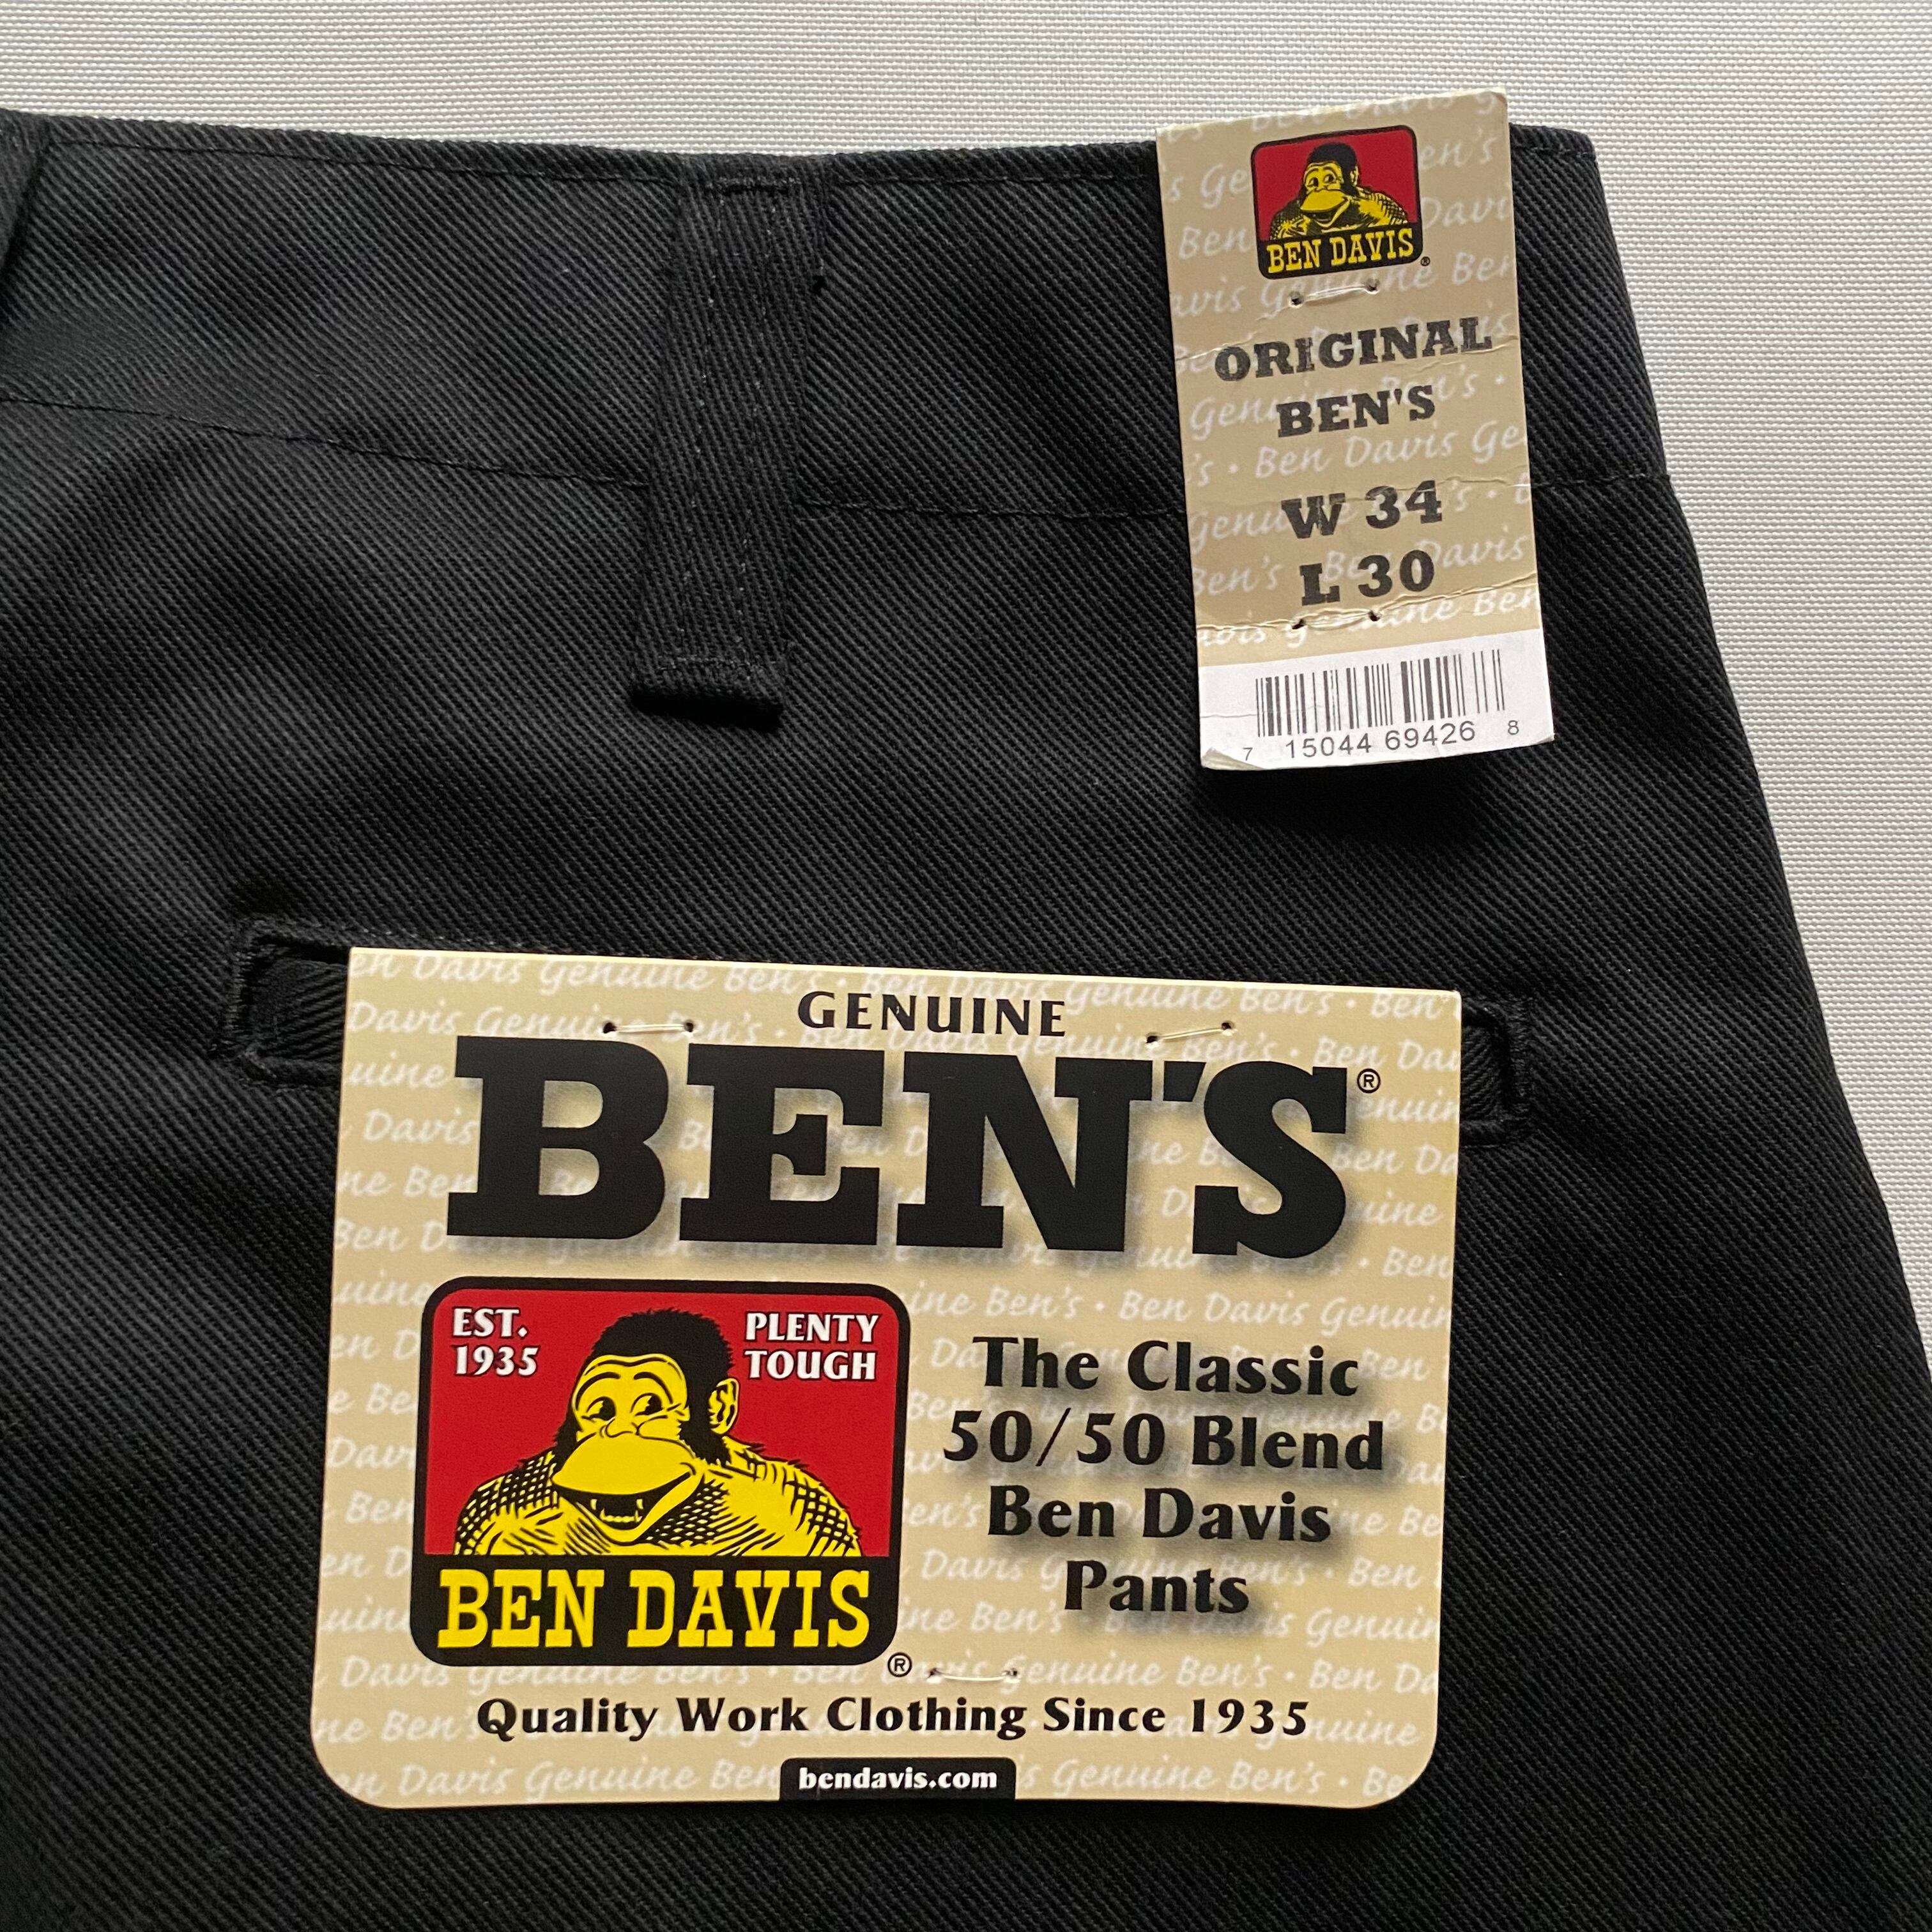 BEN DAVIS ®
ORIGINAL
BEN'S
W 34
L 30
7 15044 69426 8
GENUINE
BEN'S ®
EST.
1935
PLENTY
TOUGH
BEN DAVIS ®
The Classic
50/50 Blend
Ben Davis
Pants
Quality Work Clothing Since 1935
bendavis.com